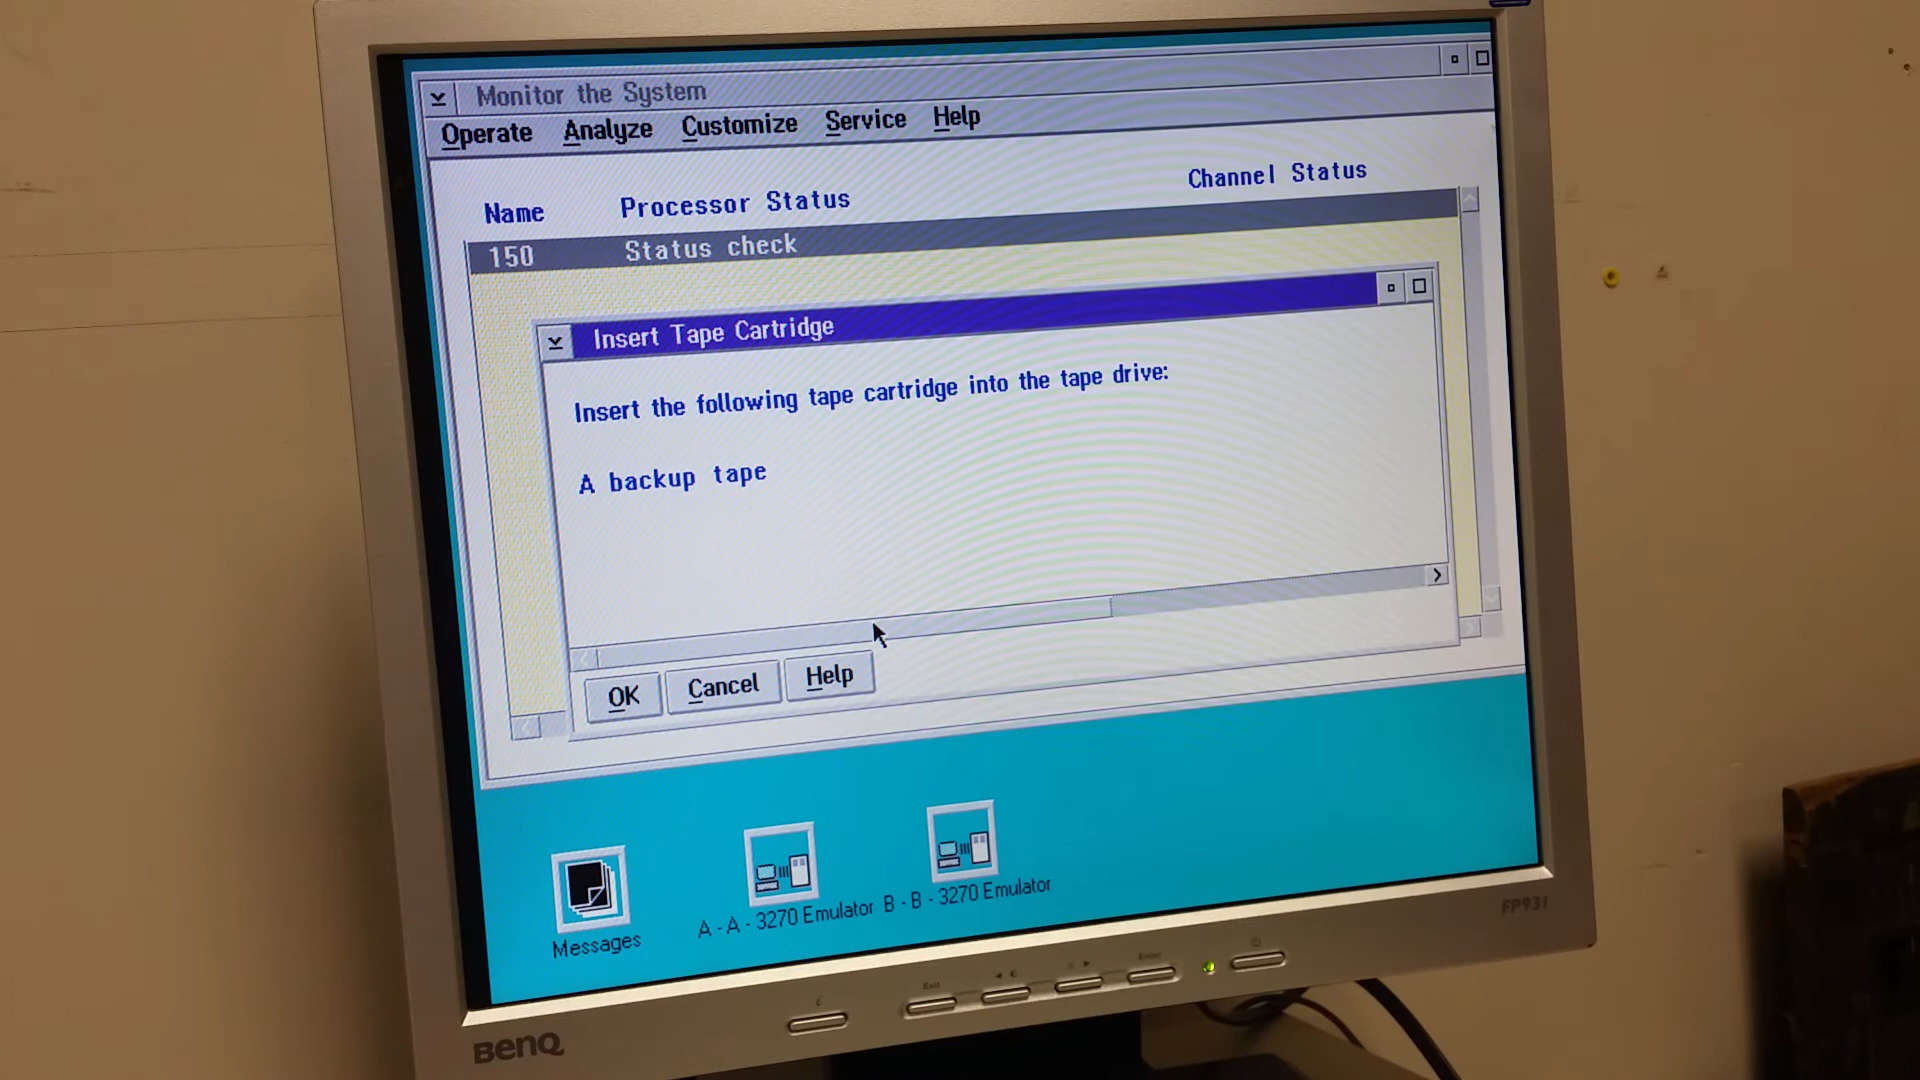 Monitor the System
Operate Analyze Customize Service Help
Channel Status
Name Processor Status
150 Status check
Insert Tape Cartridge
Insert the following tape cartridge into the tape drive:
A backup tape
OK Cancel Help
Messages
A - A - 3270 Emulator
B - B - 3270 Emulator
FP931
i Exit Enter
BenQ